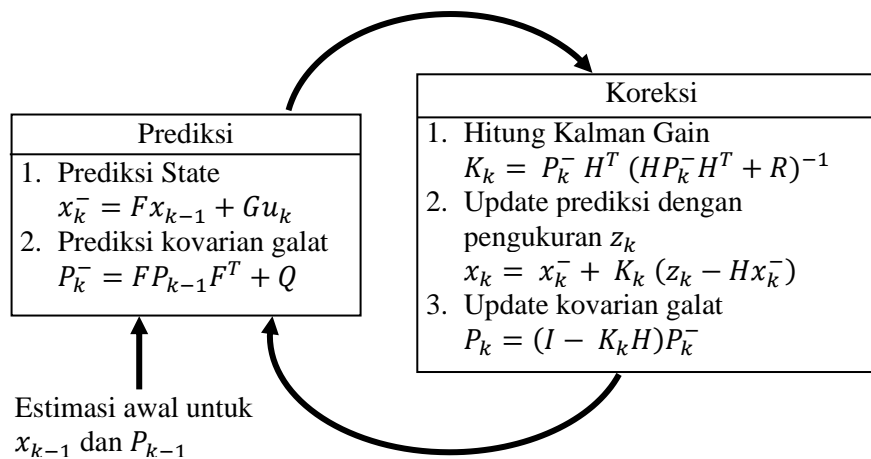 Prediksi
1. Prediksi State
$x_k^- = Fx_{k-1} + Gu_k$
2. Prediksi kovarian galat
$P_k^- = FP_{k-1}F^T + Q$
Estimasi awal untuk
$x_{k-1}$ dan $P_{k-1}$
Koreksi
1. Hitung Kalman Gain
$K_k = P_k^- H^T (HP_k^- H^T + R)^{-1}$
2. Update prediksi dengan
pengukuran $z_k$
$x_k = x_k^- + K_k (z_k - Hx_k^-)$
3. Update kovarian galat
$P_k = (I - K_k H)P_k^-$